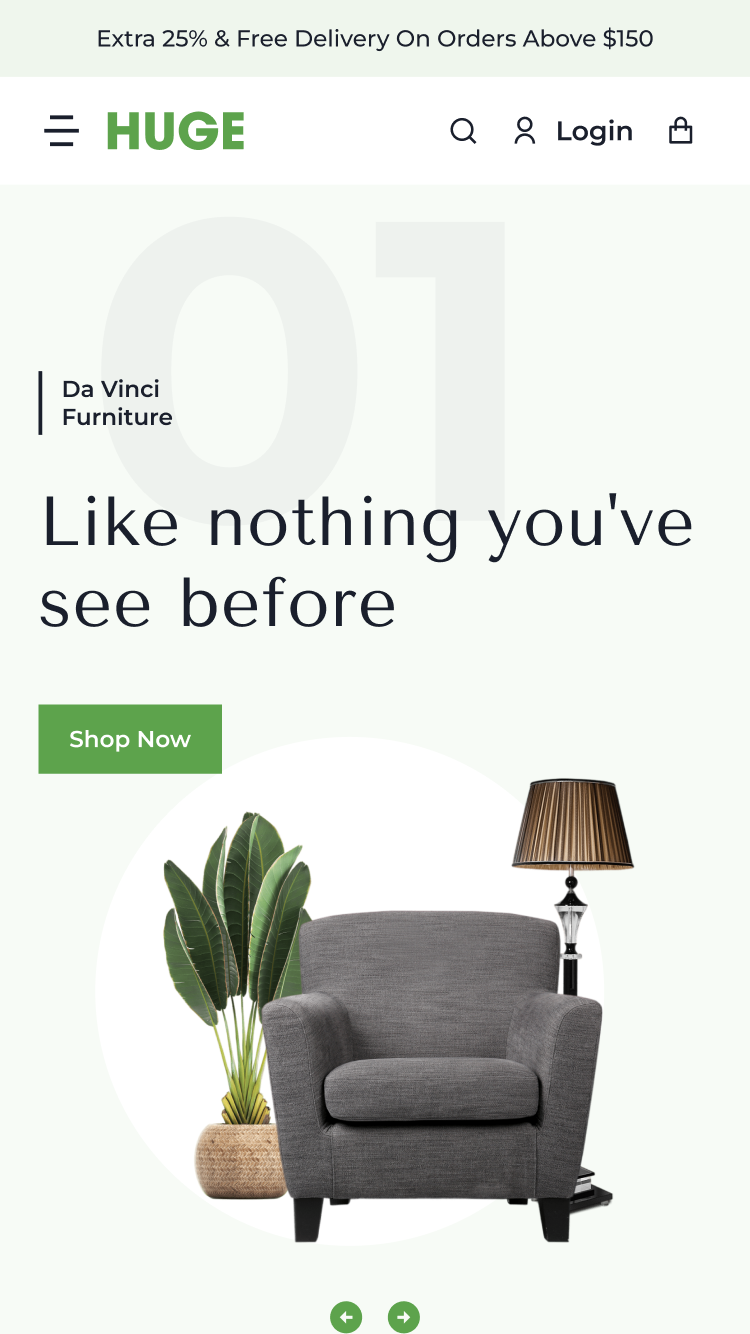 Extra 25% & Free Delivery On Orders Above $150
HUGE
Login
01
Da Vinci
Furniture
Like nothing you've
see before
Shop Now